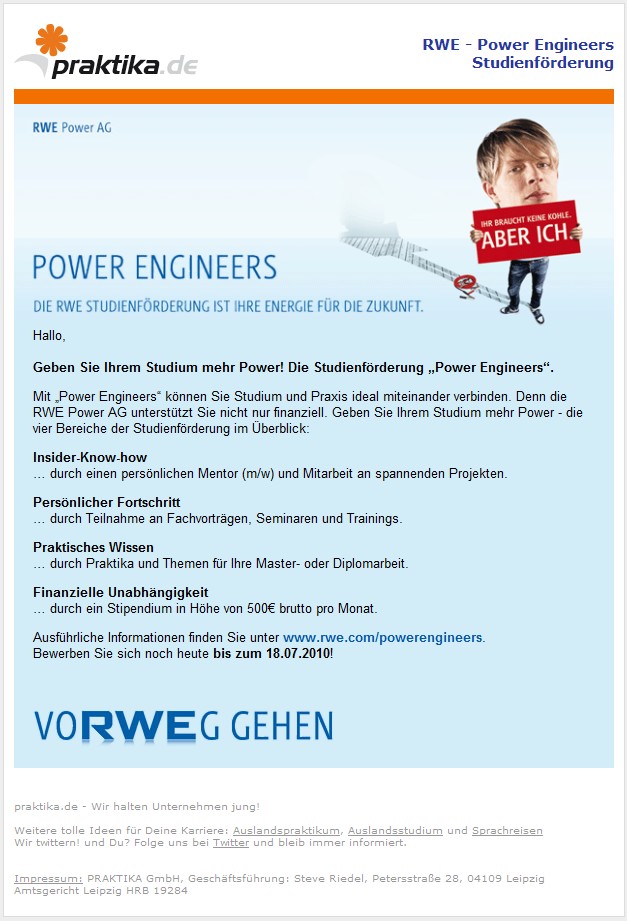 praktika.de
RWE - Power Engineers
Studienförderung
RWE Power AG
IHR BRAUCHT KEINE KOHLE.
ABER ICH.
POWER ENGINEERS
DIE RWE STUDIENFÖRDERUNG IST IHRE ENERGIE FÜR DIE ZUKUNFT.
Hallo,
Geben Sie Ihrem Studium mehr Power! Die Studienförderung „Power Engineers“.
Mit „Power Engineers“ können Sie Studium und Praxis ideal miteinander verbinden. Denn die
RWE Power AG unterstützt Sie nicht nur finanziell. Geben Sie Ihrem Studium mehr Power - die
vier Bereiche der Studienförderung im Überblick:
Insider-Know-how
… durch einen persönlichen Mentor (m/w) und Mitarbeit an spannenden Projekten.
Persönlicher Fortschritt
… durch Teilnahme an Fachvorträgen, Seminaren und Trainings.
Praktisches Wissen
… durch Praktika und Themen für Ihre Master- oder Diplomarbeit.
Finanzielle Unabhängigkeit
… durch ein Stipendium in Höhe von 500€ brutto pro Monat.
Ausführliche Informationen finden Sie unter www.rwe.com/powerengineers.
Bewerben Sie sich noch heute bis zum 18.07.2010!
VORWEG GEHEN
praktika.de - Wir halten Unternehmen jung!
Weitere tolle Ideen für Deine Karriere: Auslandspraktikum, Auslandsstudium und Sprachreisen
Wir twittern! und Du? Folge uns bei Twitter und bleib immer informiert.
Impressum: PRAKTIKA GmbH, Geschäftsführung: Steve Riedel, Petersstraße 28, 04109 Leipzig
Amtsgericht Leipzig HRB 19284